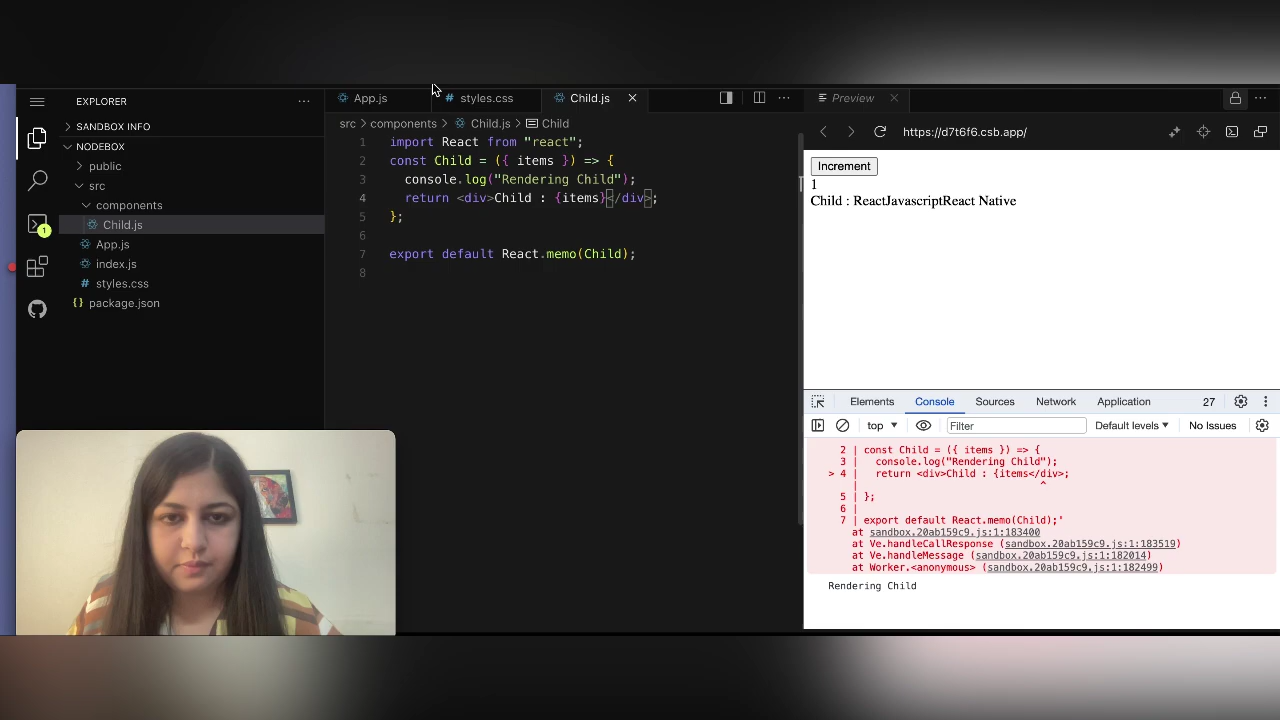 EXPLORER
SANDBOX INFO
NODEBOX
public
src
components
Child.js
App.js
index.js
# styles.css
{} package.json
1
App.js
# styles.css
Child.js
src > components > Child.js > Child
1 import React from "react";
2 const Child = ({ items }) => {
3 console.log("Rendering Child");
4 return <div>Child : {items}</div>;
5 };
6
7 export default React.memo(Child);
8
Preview
https://d7t6f6.csb.app/
Increment
1
Child : ReactJavascriptReact Native
Elements Console Sources Network Application 27
top Filter Default levels No Issues
2 | const Child = ({ items }) => {
3 | console.log("Rendering Child");
> 4 | return <div>Child : {items</div>;
| ^
5 | };
6 |
7 | export default React.memo(Child);'
at sandbox.20ab159c9.js:1:183400
at Ve.handleCallResponse (sandbox.20ab159c9.js:1:183519)
at Ve.handleMessage (sandbox.20ab159c9.js:1:182014)
at Worker.<anonymous> (sandbox.20ab159c9.js:1:182499)
Rendering Child